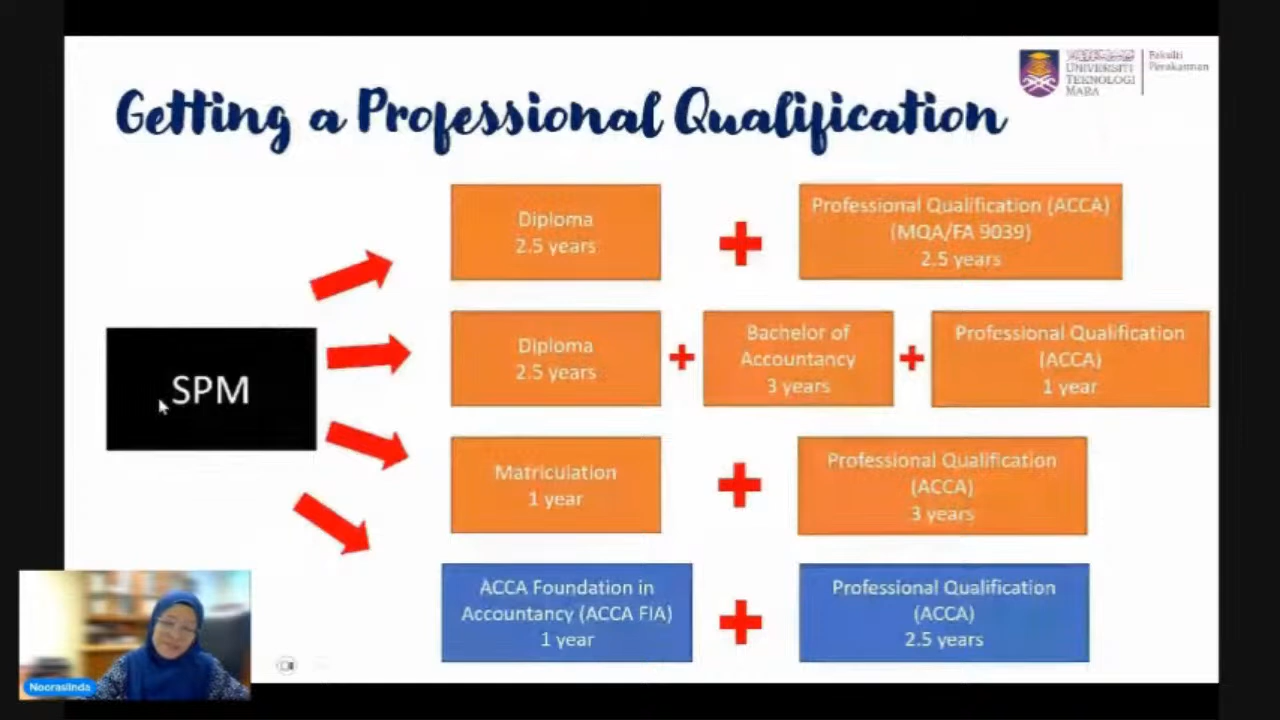 Getting a Professional Qualification
UNIVERSITI
TEKNOLOGI
MARA
Fakulti
Perakaunan
Diploma
2.5 years
Professional Qualification (ACCA)
(MQA/FA 9039)
2.5 years
SPM
Diploma
2.5 years
Bachelor of
Accountancy
3 years
Professional Qualification
(ACCA)
1 year
Matriculation
1 year
Professional Qualification
(ACCA)
3 years
ACCA Foundation in
Accountancy (ACCA FIA)
1 year
Professional Qualification
(ACCA)
2.5 years
Nooraslinda